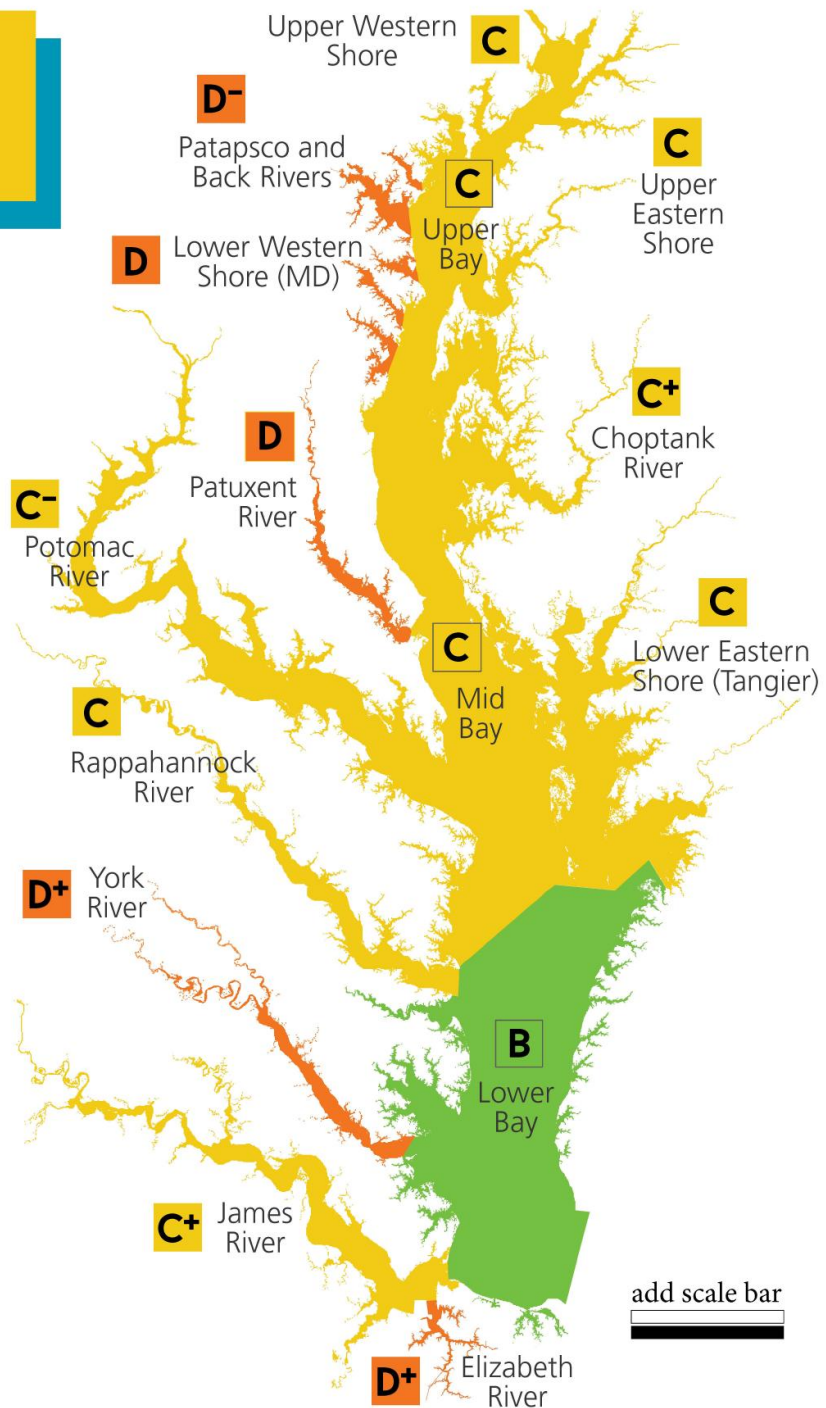 Upper Western
Shore
C
D-
Patapsco and
Back Rivers
C
Upper
Eastern
Shore
C
Upper
Bay
D
Lower Western
Shore (MD)
C+
Choptank
River
D
Patuxent
River
C-
Potomac
River
C
Lower Eastern
Shore (Tangier)
C
Mid
Bay
C
Rappahannock
River
D+
York
River
B
Lower
Bay
C+
James
River
add scale bar
D+
Elizabeth
River